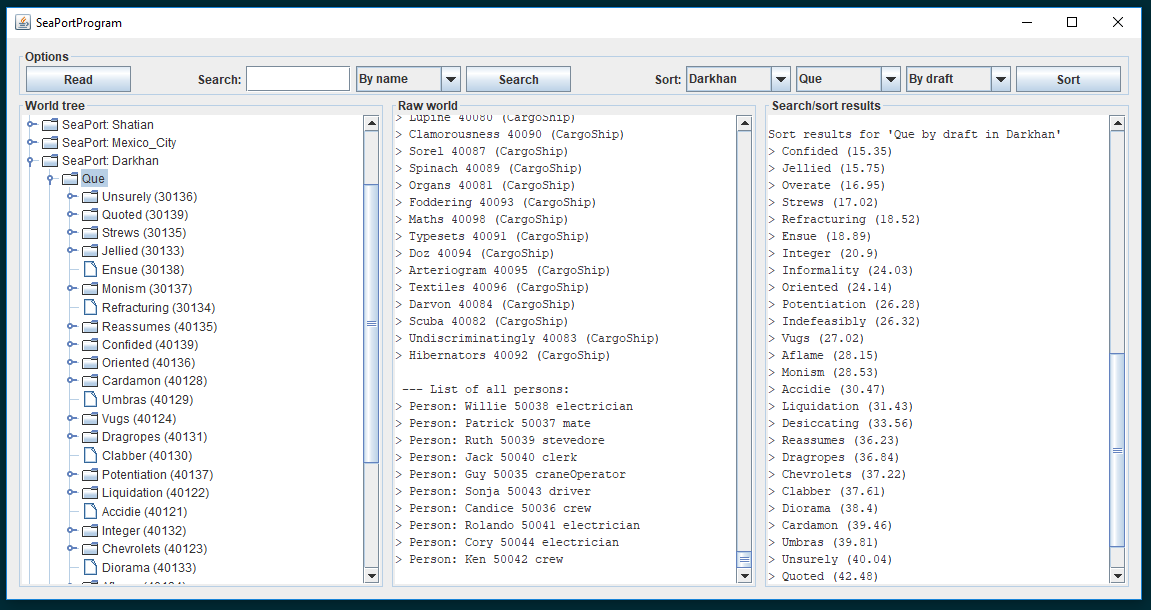 SeaPortProgram
Options
Read
Search:
By name
Search
Sort:
Darkhan
Que
By draft
Sort
World tree
SeaPort: Shatian
SeaPort: Mexico_City
SeaPort: Darkhan
Que
Unsurely (30136)
Quoted (30139)
Strews (30135)
Jellied (30133)
Ensue (30138)
Monism (30137)
Refracturing (30134)
Reassumes (40135)
Confided (40139)
Oriented (40136)
Cardamon (40128)
Umbras (40129)
Vugs (40124)
Dragropes (40131)
Clabber (40130)
Potentiation (40137)
Liquidation (40122)
Accidie (40121)
Integer (40132)
Chevrolets (40123)
Diorama (40133)
Raw world
> Lupine 40080 (CargoShip)
> Clamorousness 40090 (CargoShip)
> Sorel 40087 (CargoShip)
> Spinach 40089 (CargoShip)
> Organs 40081 (CargoShip)
> Foddering 40093 (CargoShip)
> Maths 40098 (CargoShip)
> Typesets 40091 (CargoShip)
> Doz 40094 (CargoShip)
> Arteriogram 40095 (CargoShip)
> Textiles 40096 (CargoShip)
> Darvon 40084 (CargoShip)
> Scuba 40082 (CargoShip)
> Undiscriminatingly 40083 (CargoShip)
> Hibernators 40092 (CargoShip)
--- List of all persons:
> Person: Willie 50038 electrician
> Person: Patrick 50037 mate
> Person: Ruth 50039 stevedore
> Person: Jack 50040 clerk
> Person: Guy 50035 craneOperator
> Person: Sonja 50043 driver
> Person: Candice 50036 crew
> Person: Rolando 50041 electrician
> Person: Cory 50044 electrician
> Person: Ken 50042 crew
Search/sort results
Sort results for 'Que by draft in Darkhan'
> Confided (15.35)
> Jellied (15.75)
> Overate (16.95)
> Strews (17.02)
> Refracturing (18.52)
> Ensue (18.89)
> Integer (20.9)
> Informality (24.03)
> Oriented (24.14)
> Potentiation (26.28)
> Indefeasibly (26.32)
> Vugs (27.02)
> Aflame (28.15)
> Monism (28.53)
> Accidie (30.47)
> Liquidation (31.43)
> Desiccating (33.56)
> Reassumes (36.23)
> Dragropes (36.84)
> Chevrolets (37.22)
> Clabber (37.61)
> Diorama (38.4)
> Cardamon (39.46)
> Umbras (39.81)
> Unsurely (40.04)
> Quoted (42.48)